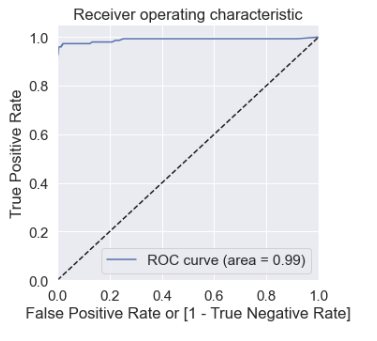 Receiver operating characteristic
1.0
0.8
0.6
0.4
0.2
0.0
True Positive Rate
ROC curve (area = 0.99)
0.0 0.2 0.4 0.6 0.8 1.0
False Positive Rate or [1 - True Negative Rate]